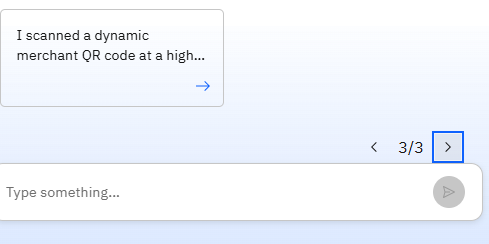 I scanned a dynamic
merchant QR code at a high...
3/3
Type something...